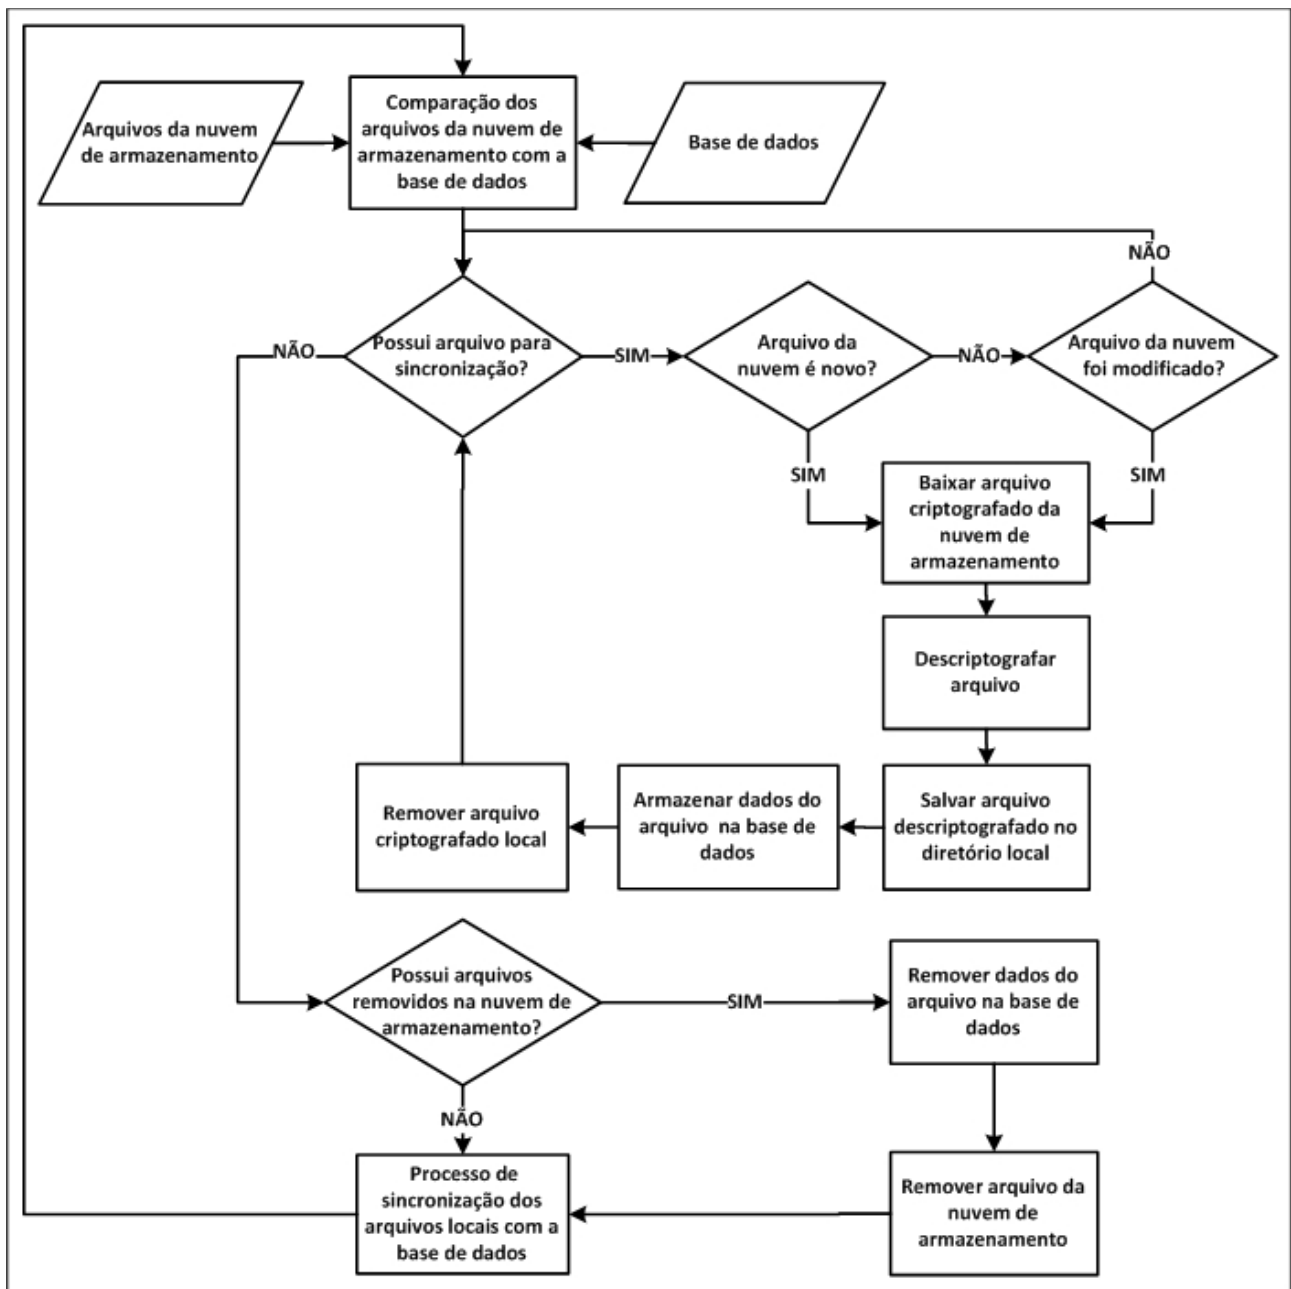 Arquivos da nuvem
de armazenamento
Comparação dos
arquivos da nuvem de
armazenamento com a
base de dados
Base de dados
NÃO
NÃO
Possui arquivo para
sincronização?
SIM
Arquivo da
nuvem é novo?
NÃO
Arquivo da nuvem
foi modificado?
SIM
SIM
Baixar arquivo
criptografado da
nuvem de
armazenamento
Descriptografar
arquivo
Remover arquivo
criptografado local
Armazenar dados do
arquivo na base de
dados
Salvar arquivo
descriptografado no
diretório local
Possui arquivos
removidos na nuvem de
armazenamento?
SIM
Remover dados do
arquivo na base de
dados
NÃO
Processo de
sincronização dos
arquivos locais com a
base de dados
Remover arquivo da
nuvem de
armazenamento